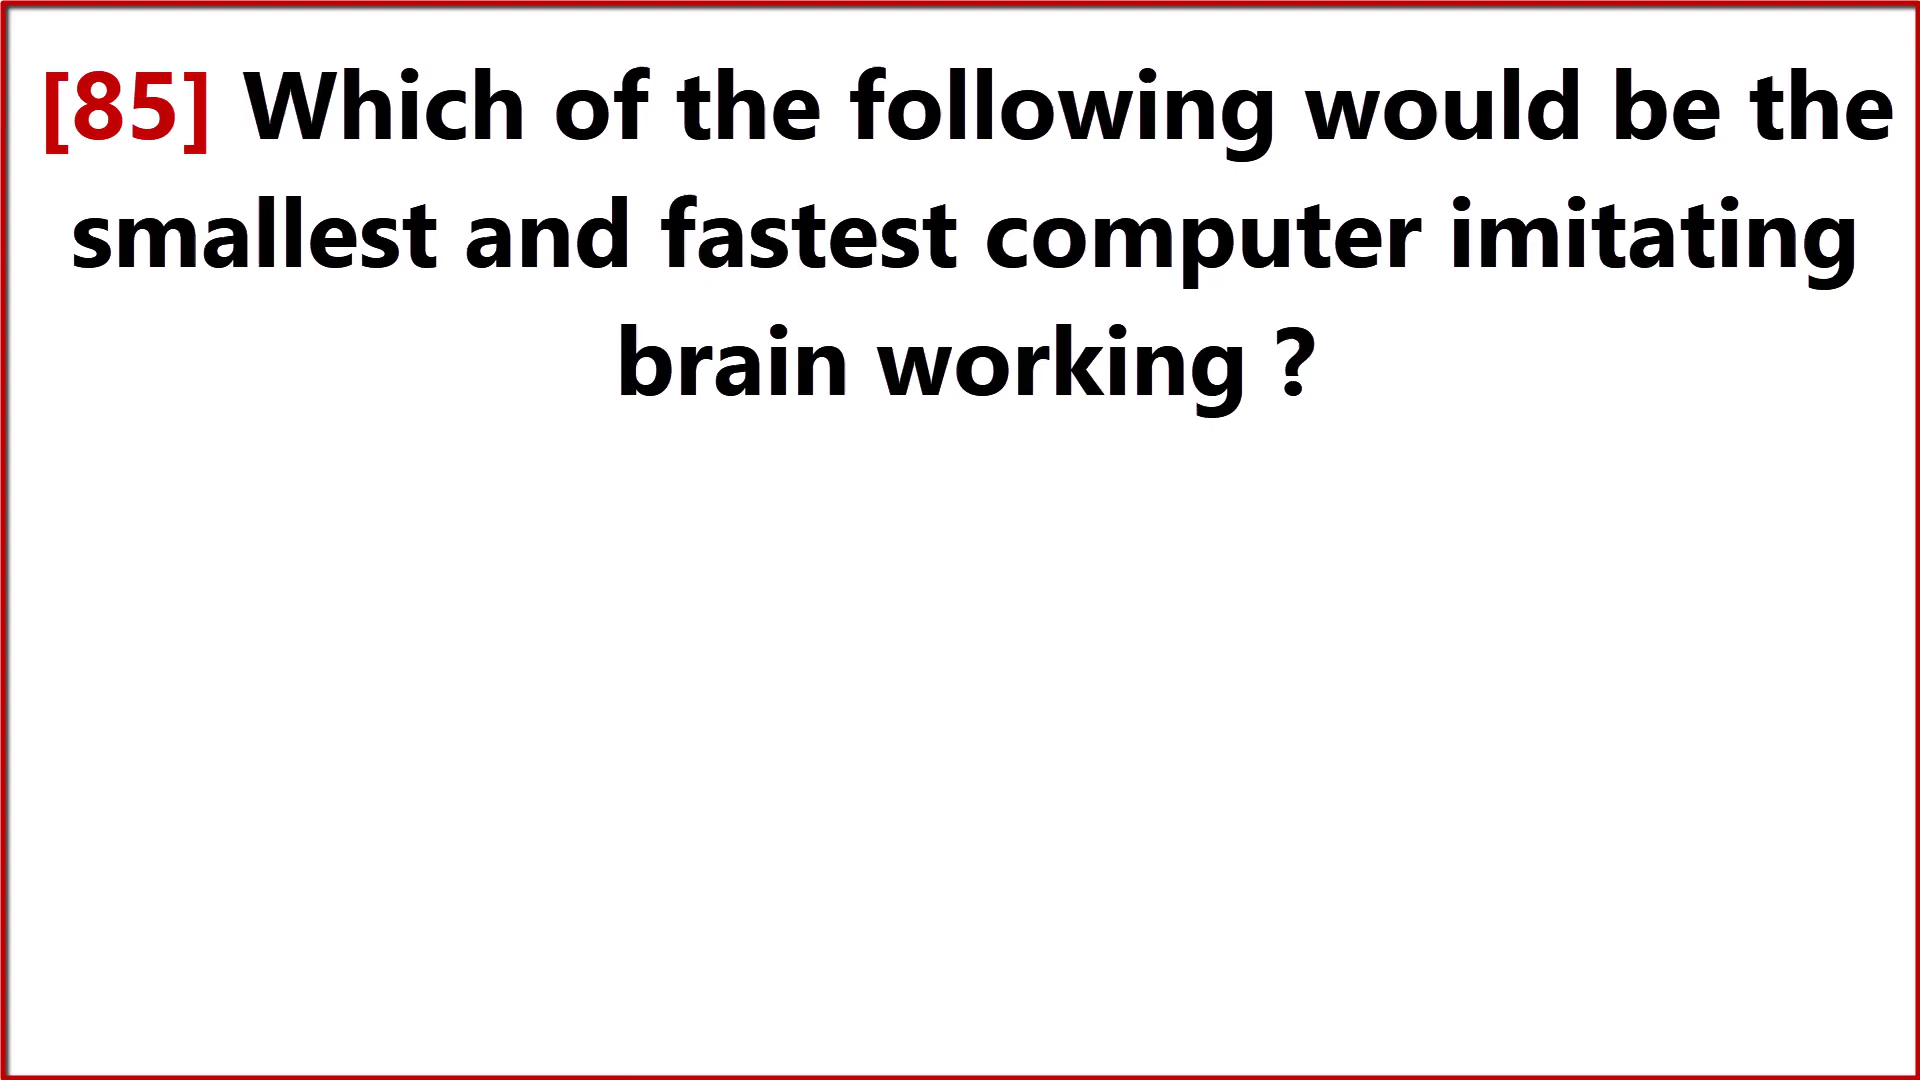 [85] Which of the following would be the
smallest and fastest computer imitating
brain working ?